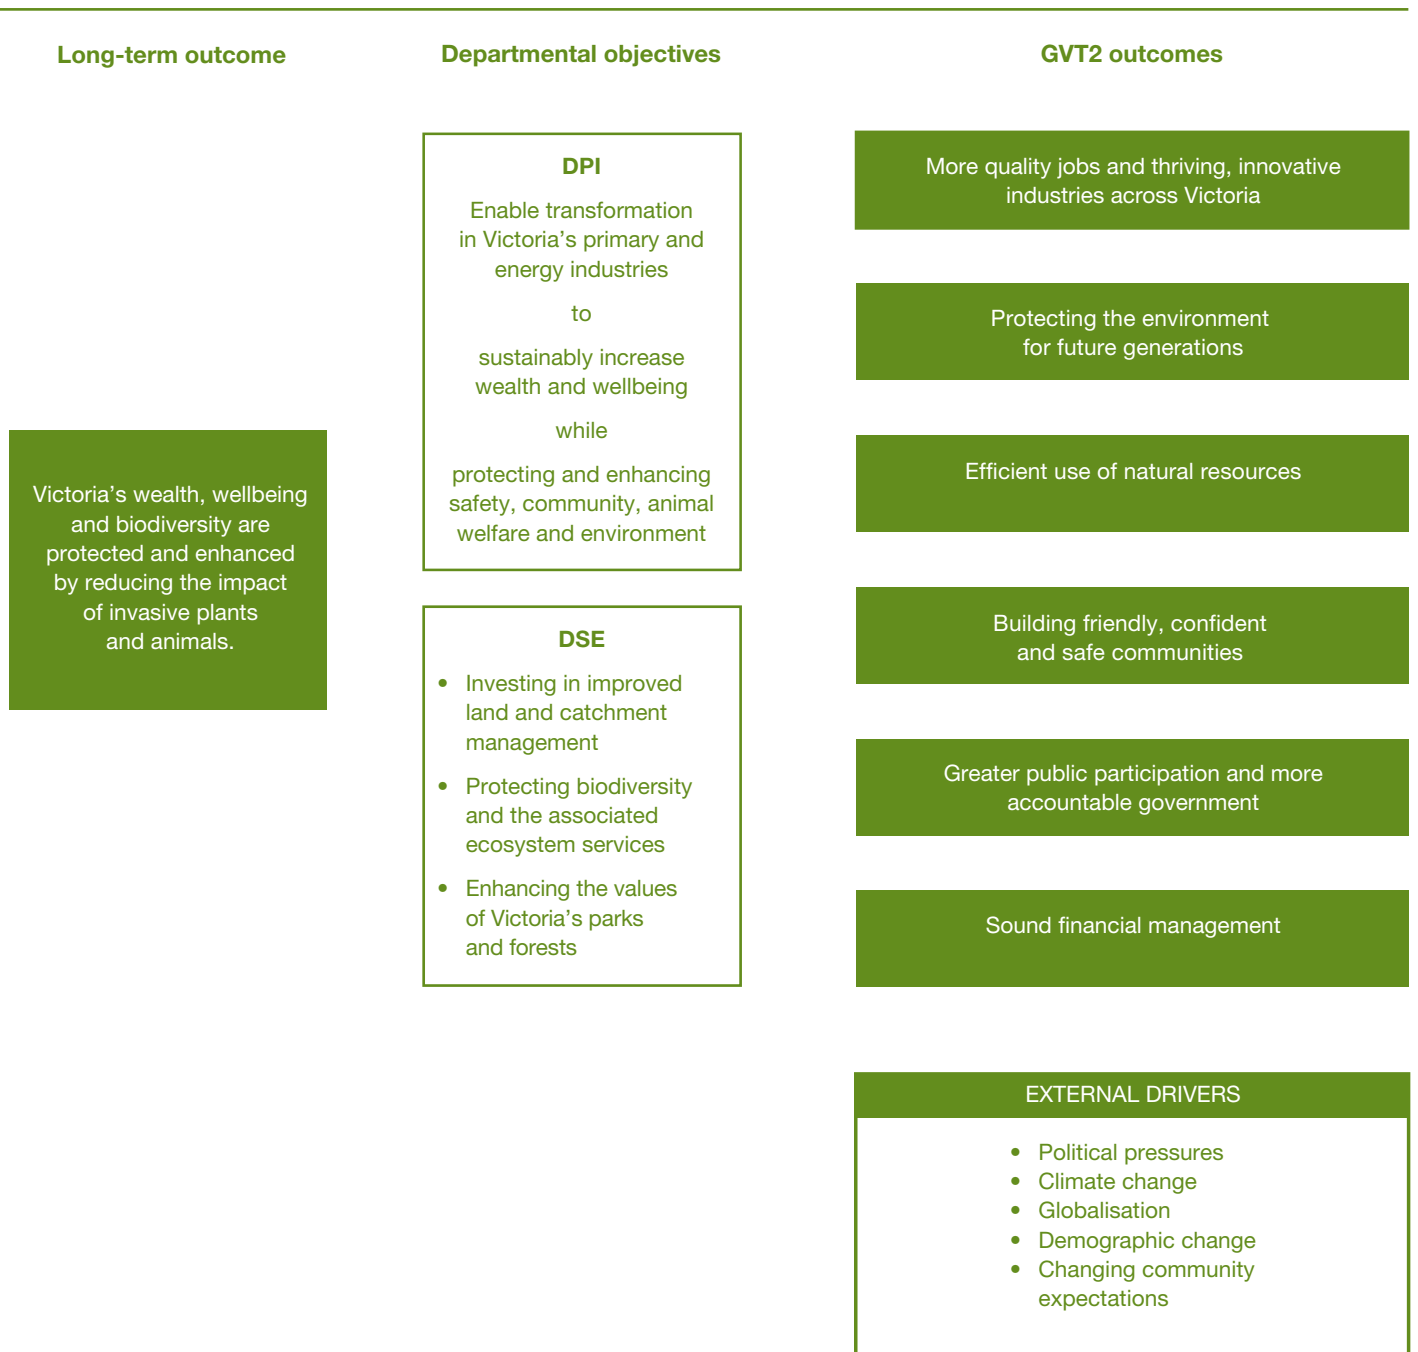 Long-term outcome
Departmental objectives
GVT2 outcomes
Victoria’s wealth, wellbeing
and biodiversity are
protected and enhanced
by reducing the impact
of invasive plants
and animals.
DPI
Enable transformation
in Victoria’s primary and
energy industries
to
sustainably increase
wealth and wellbeing
while
protecting and enhancing
safety, community, animal
welfare and environment
DSE
• Investing in improved
land and catchment
management
• Protecting biodiversity
and the associated
ecosystem services
• Enhancing the values
of Victoria’s parks
and forests
More quality jobs and thriving, innovative
industries across Victoria
Protecting the environment
for future generations
Efficient use of natural resources
Building friendly, confident
and safe communities
Greater public participation and more
accountable government
Sound financial management
EXTERNAL DRIVERS
• Political pressures
• Climate change
• Globalisation
• Demographic change
• Changing community
expectations